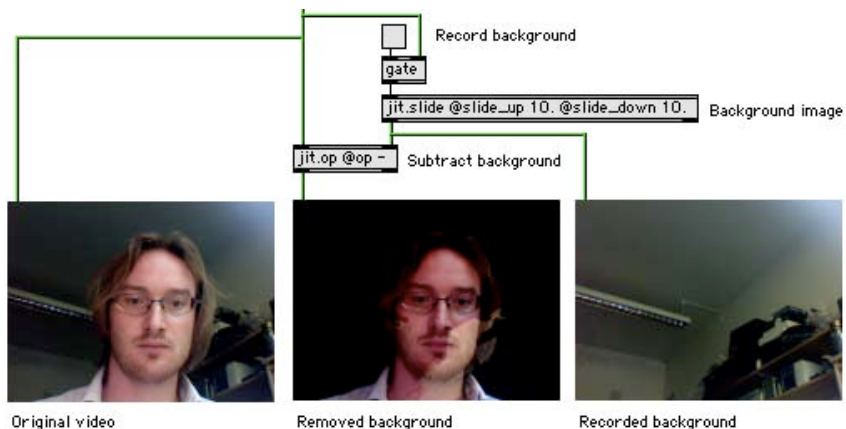 Record background
gate
jit.slide @slide_up 10. @slide_down 10.
Background image
jit.op @op -
Subtract background
Original video
Removed background
Recorded background